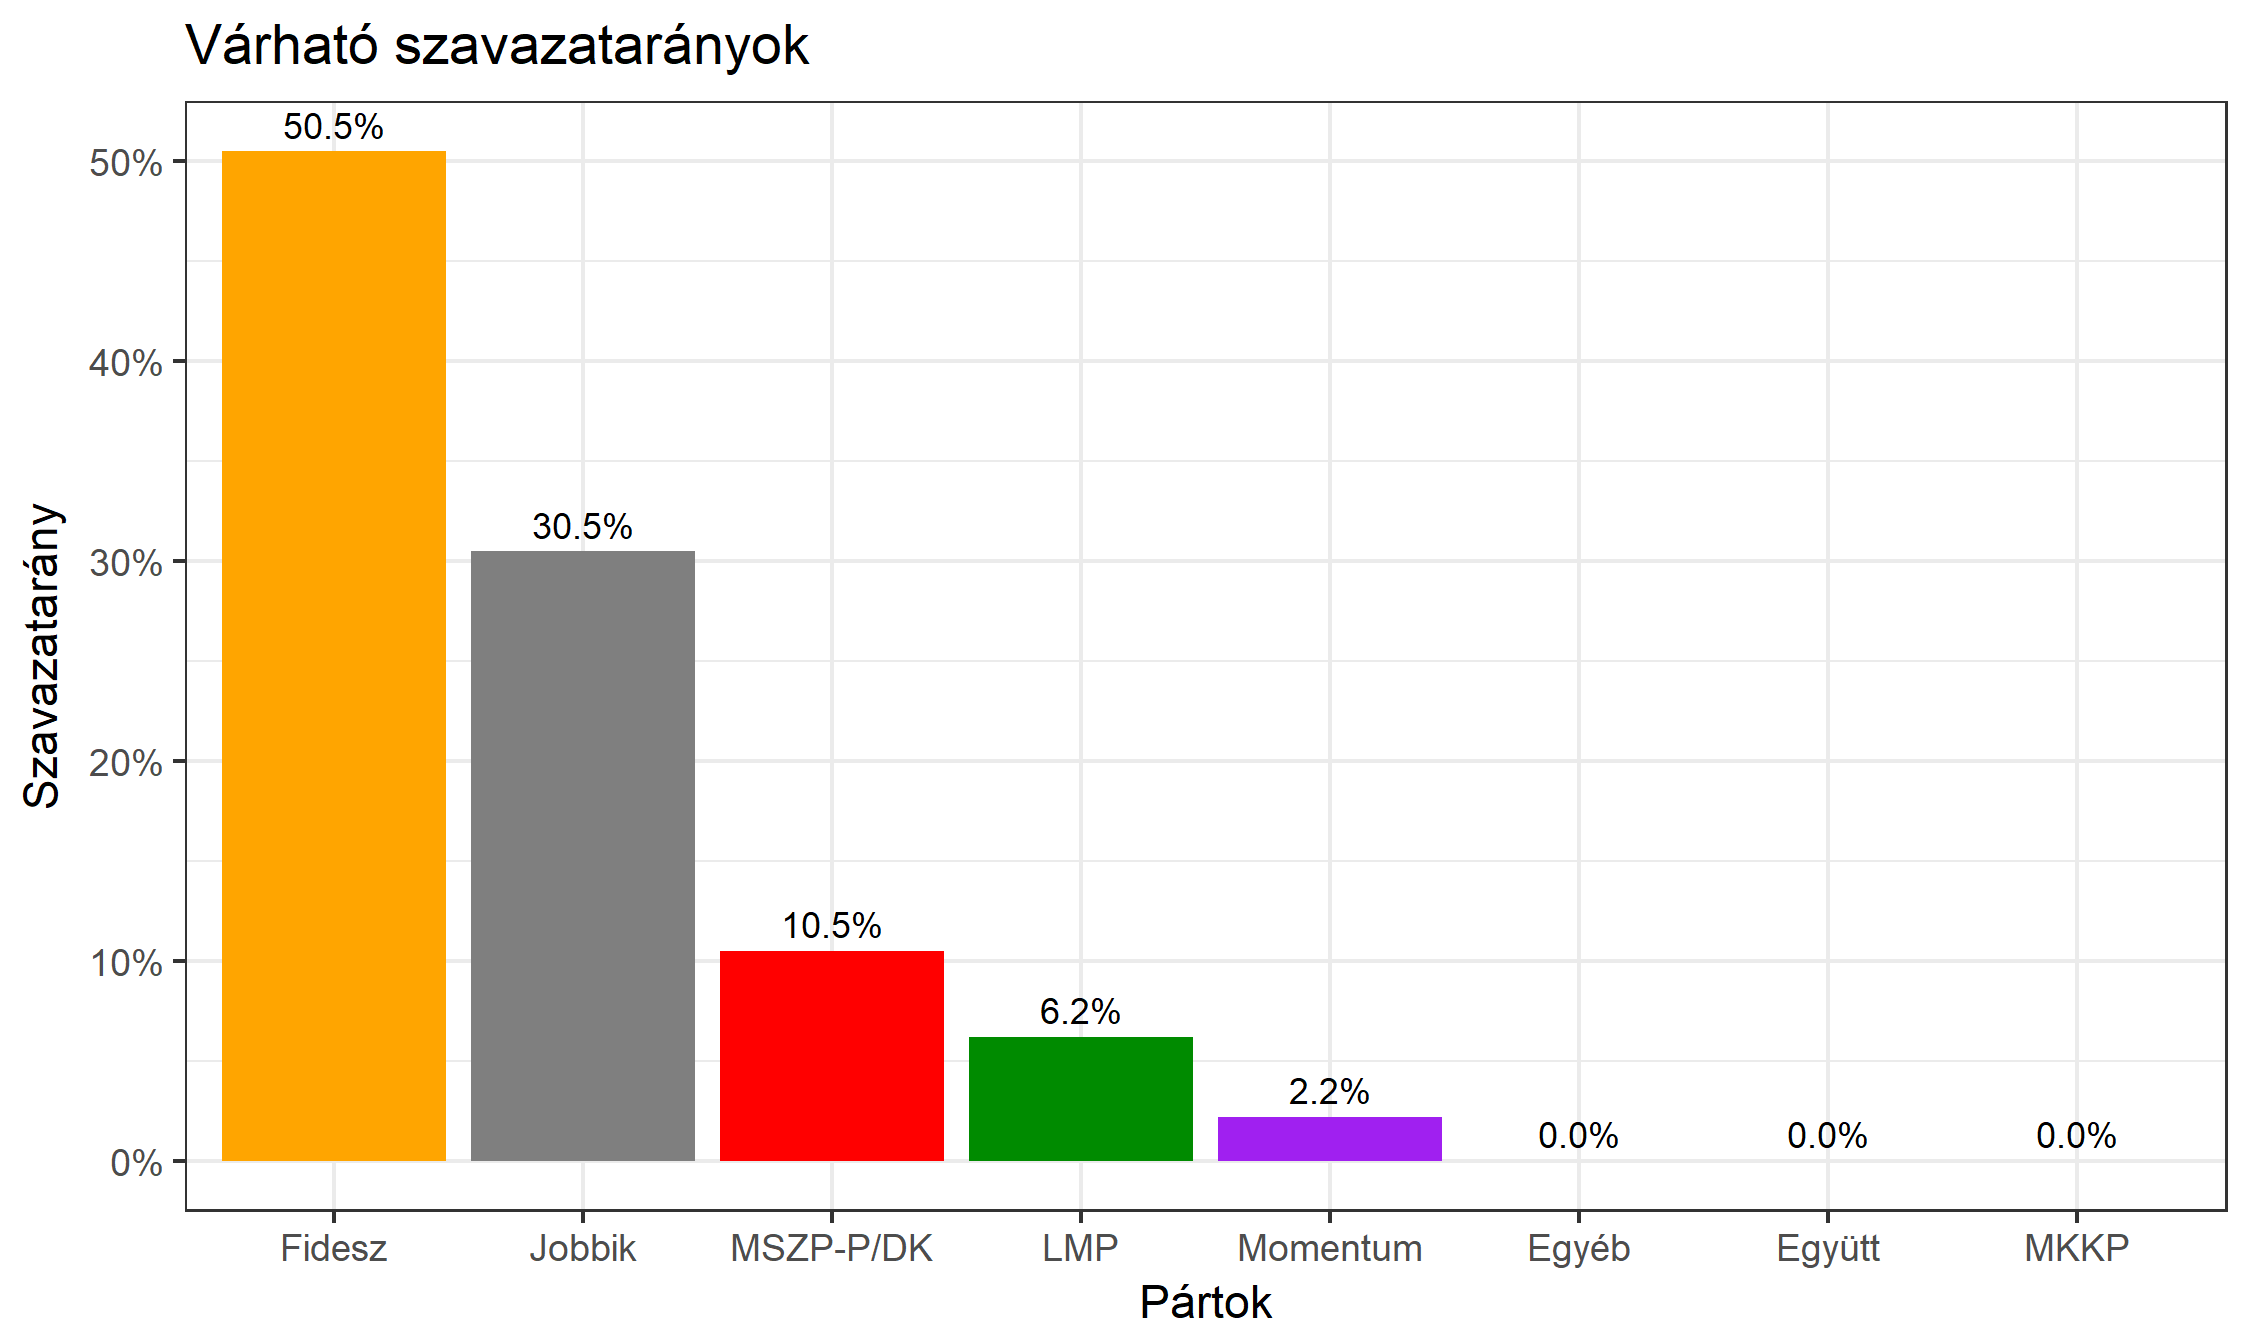 Várható szavazatarányok
50.5%
30.5%
10.5%
6.2%
2.2%
0.0%
0.0%
0.0%
50%
40%
30%
20%
10%
0%
Szavazatarány
Fidesz
Jobbik
MSZP-P/DK
LMP
Momentum
Egyéb
Együtt
MKKP
Pártok